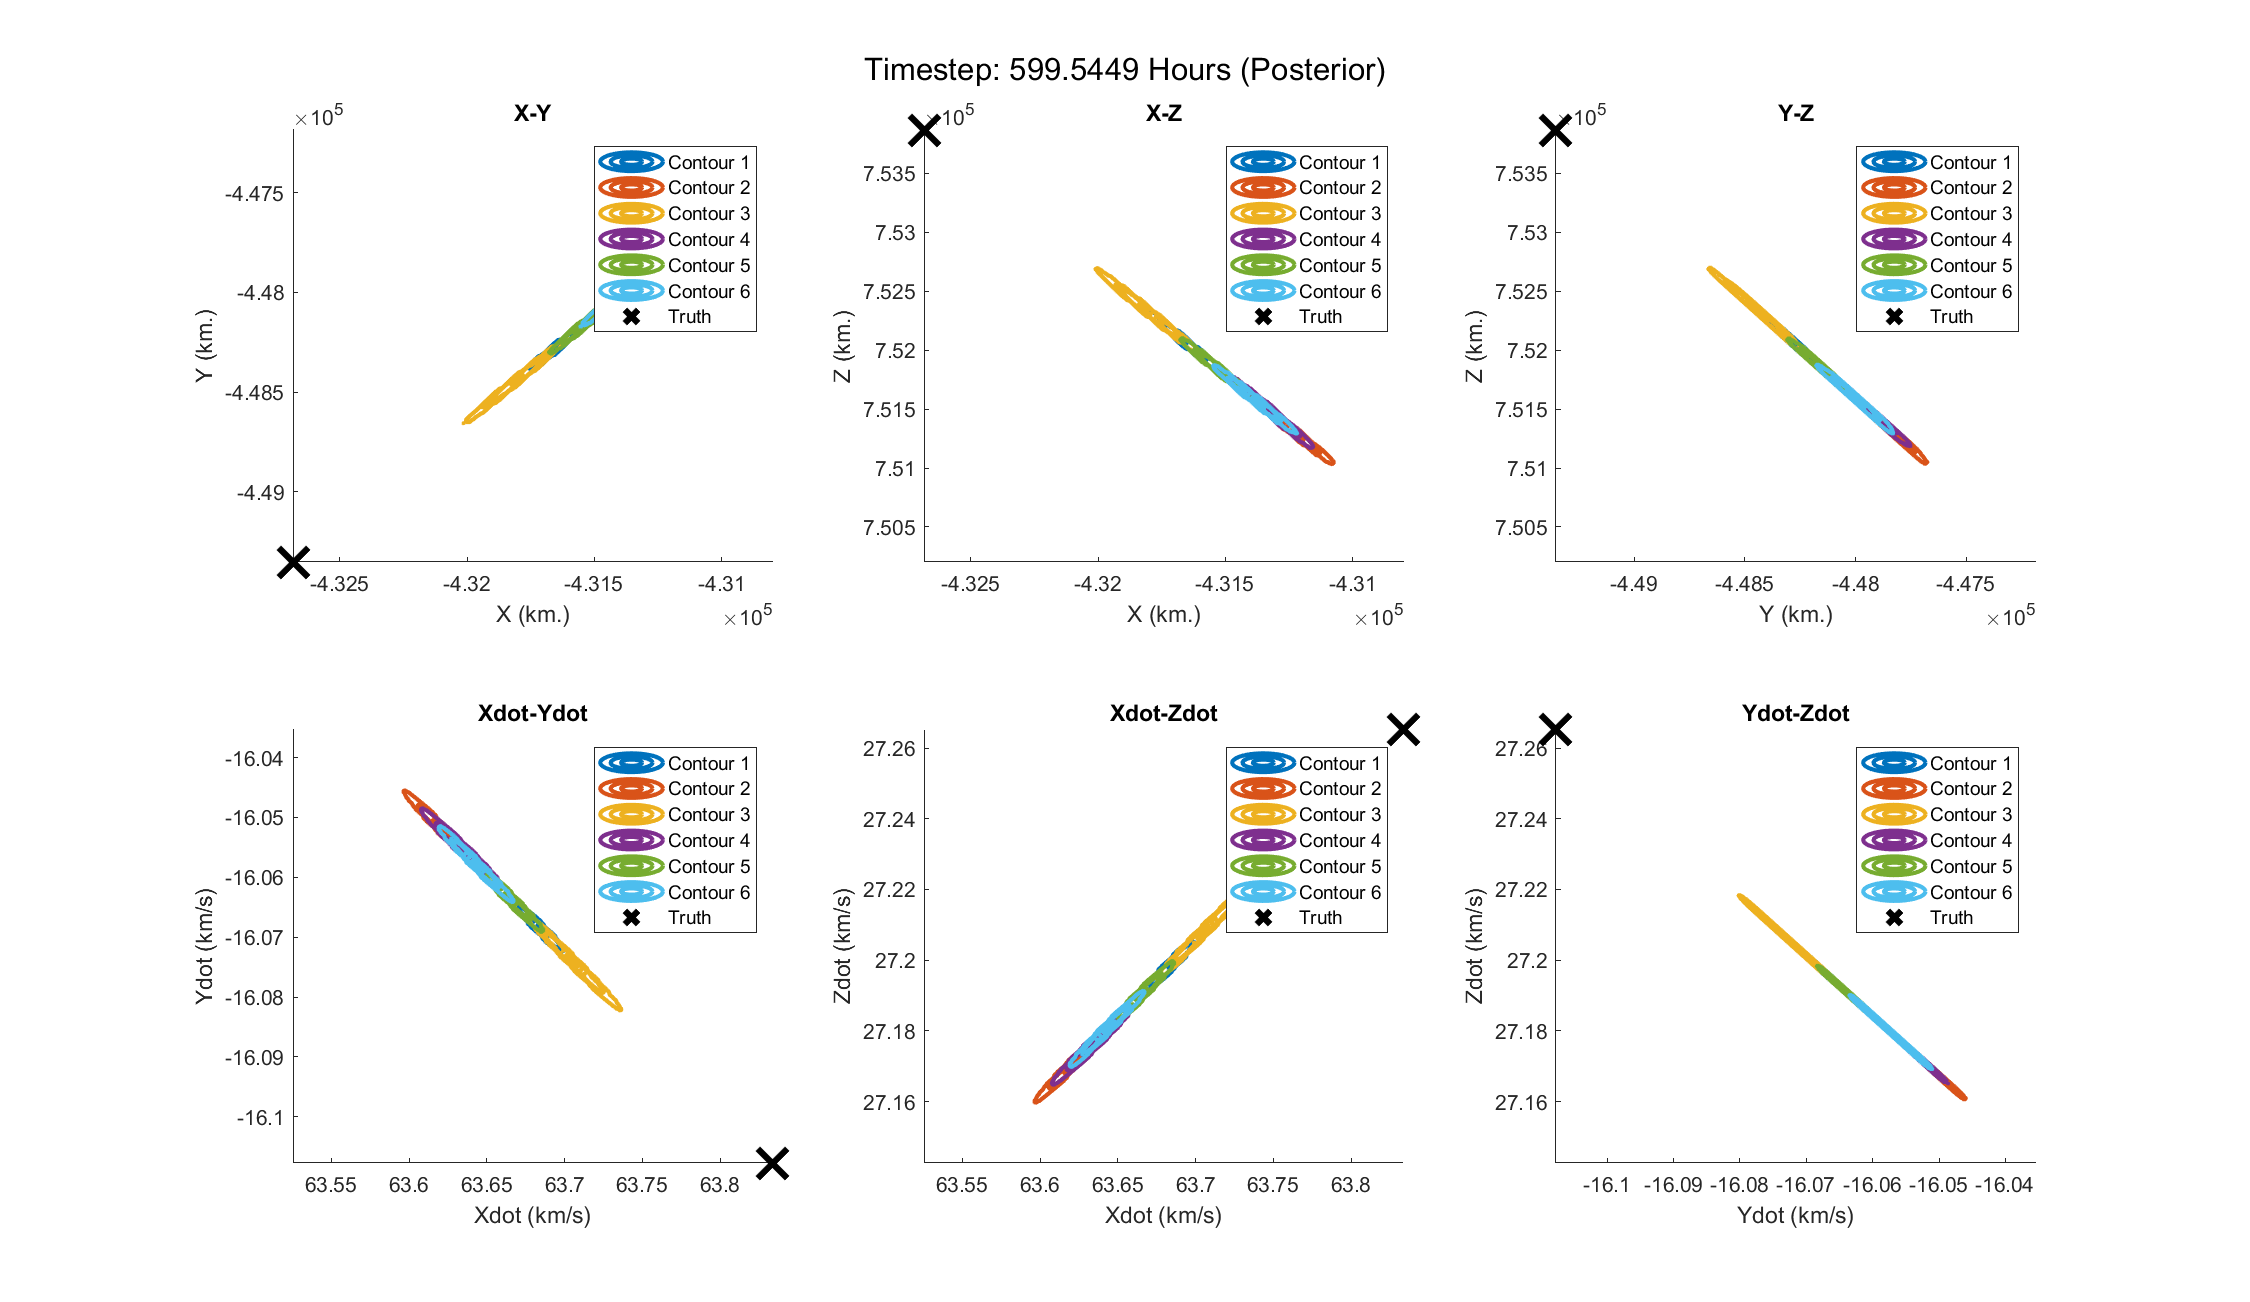 Timestep: 599.5449 Hours (Posterior)
X-Y
×10^5
-4.475
-4.48
-4.485
-4.49
Y (km.)
-4.325
-4.32
-4.315
-4.31
X (km.)
×10^5
Contour 1
Contour 2
Contour 3
Contour 4
Contour 5
Contour 6
Truth
X-Z
×10^5
7.535
7.53
7.525
7.52
7.515
7.51
7.505
Z (km.)
-4.325
-4.32
-4.315
-4.31
X (km.)
×10^5
Contour 1
Contour 2
Contour 3
Contour 4
Contour 5
Contour 6
Truth
Y-Z
×10^5
7.535
7.53
7.525
7.52
7.515
7.51
7.505
Z (km.)
-4.49
-4.485
-4.48
-4.475
Y (km.)
×10^5
Contour 1
Contour 2
Contour 3
Contour 4
Contour 5
Contour 6
Truth
Xdot-Ydot
-16.04
-16.05
-16.06
-16.07
-16.08
-16.09
-16.1
Ydot (km/s)
63.55
63.6
63.65
63.7
63.75
63.8
Xdot (km/s)
Contour 1
Contour 2
Contour 3
Contour 4
Contour 5
Contour 6
Truth
Xdot-Zdot
27.26
27.24
27.22
27.2
27.18
27.16
Zdot (km/s)
63.55
63.6
63.65
63.7
63.75
63.8
Xdot (km/s)
Contour 1
Contour 2
Contour 3
Contour 4
Contour 5
Contour 6
Truth
Ydot-Zdot
27.26
27.24
27.22
27.2
27.18
27.16
Zdot (km/s)
-16.1
-16.09
-16.08
-16.07
-16.06
-16.05
-16.04
Ydot (km/s)
Contour 1
Contour 2
Contour 3
Contour 4
Contour 5
Contour 6
Truth